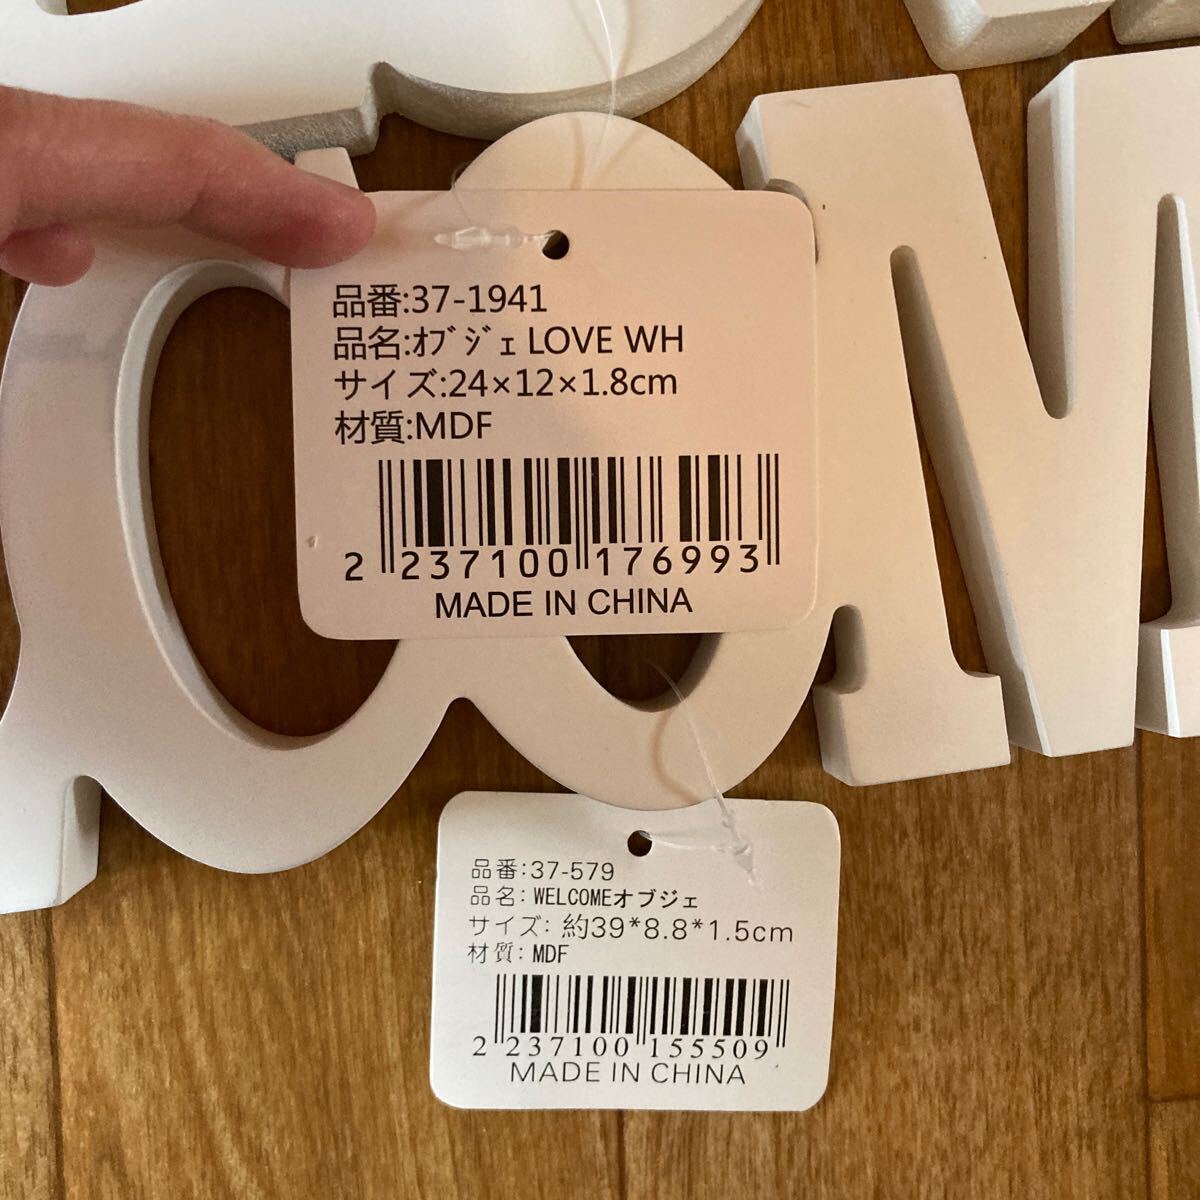 品番:37-1941
品名:ｵﾌﾞｼﾞｪ LOVE WH
サイズ:24×12×1.8cm
材質:MDF
2 237100 176993
MADE IN CHINA
品番:37-579
品名: WELCOMEオブジェ
サイズ: 約39*8.8*1.5cm
材質: MDF
2 237100 155509
MADE IN CHINA